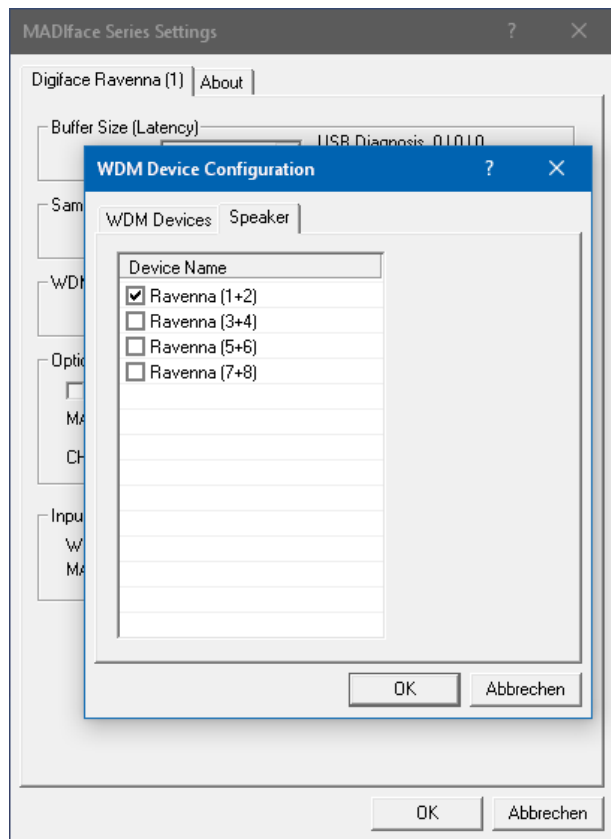 MADIface Series Settings
Digiface Ravenna (1) About
Buffer Size (Latency)
USB Diagnosis 0 | 0 | 0
Sam
WDM
Optio
MA
CH
Inpu
W
MA
WDM Device Configuration
WDM Devices Speaker
Device Name
Ravenna (1+2)
Ravenna (3+4)
Ravenna (5+6)
Ravenna (7+8)
OK Abbrechen
OK Abbrechen